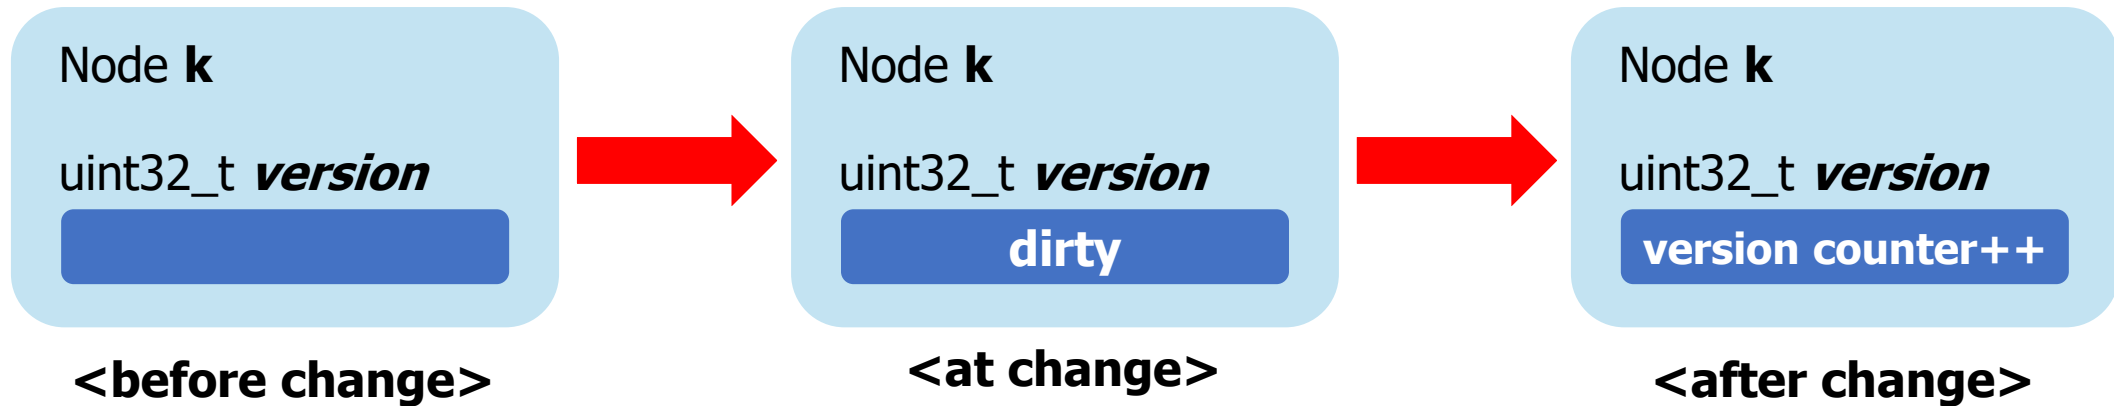 Node k
uint32_t version
<before change>
Node k
uint32_t version
dirty
<at change>
Node k
uint32_t version
version counter++
<after change>